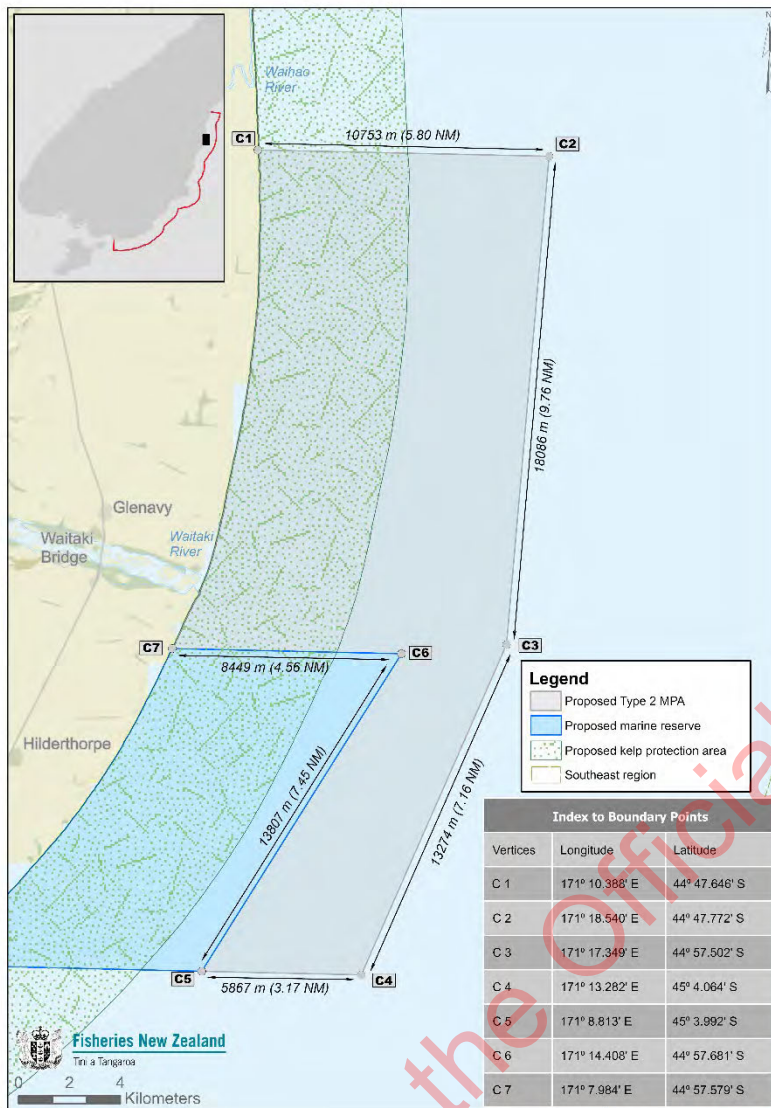 N
Waihao
River
C1
10753 m (5.80 NM)
C2
18086 m (9.76 NM)
Glenavy
Waitaki
Bridge
Waitaki
River
C7
8449 m (4.56 NM)
C6
C3
Hilderthorpe
13807 m (7.45 NM)
13274 m (7.16 NM)
C5
5867 m (3.17 NM)
C4
Legend
Proposed Type 2 MPA
Proposed marine reserve
Proposed kelp protection area
Southeast region
Index to Boundary Points
Vertices Longitude Latitude
C 1 171º 10.388' E 44º 47.646' S
C 2 171º 18.540' E 44º 47.772' S
C 3 171º 17.349' E 44º 57.502' S
C 4 171º 13.282' E 45º 4.064' S
C 5 171º 8.813' E 45º 3.992' S
C 6 171º 14.408' E 44º 57.681' S
C 7 171º 7.984' E 44º 57.579' S
Fisheries New Zealand
Tini a Tangaroa
0 2 4
Kilometers
the Official